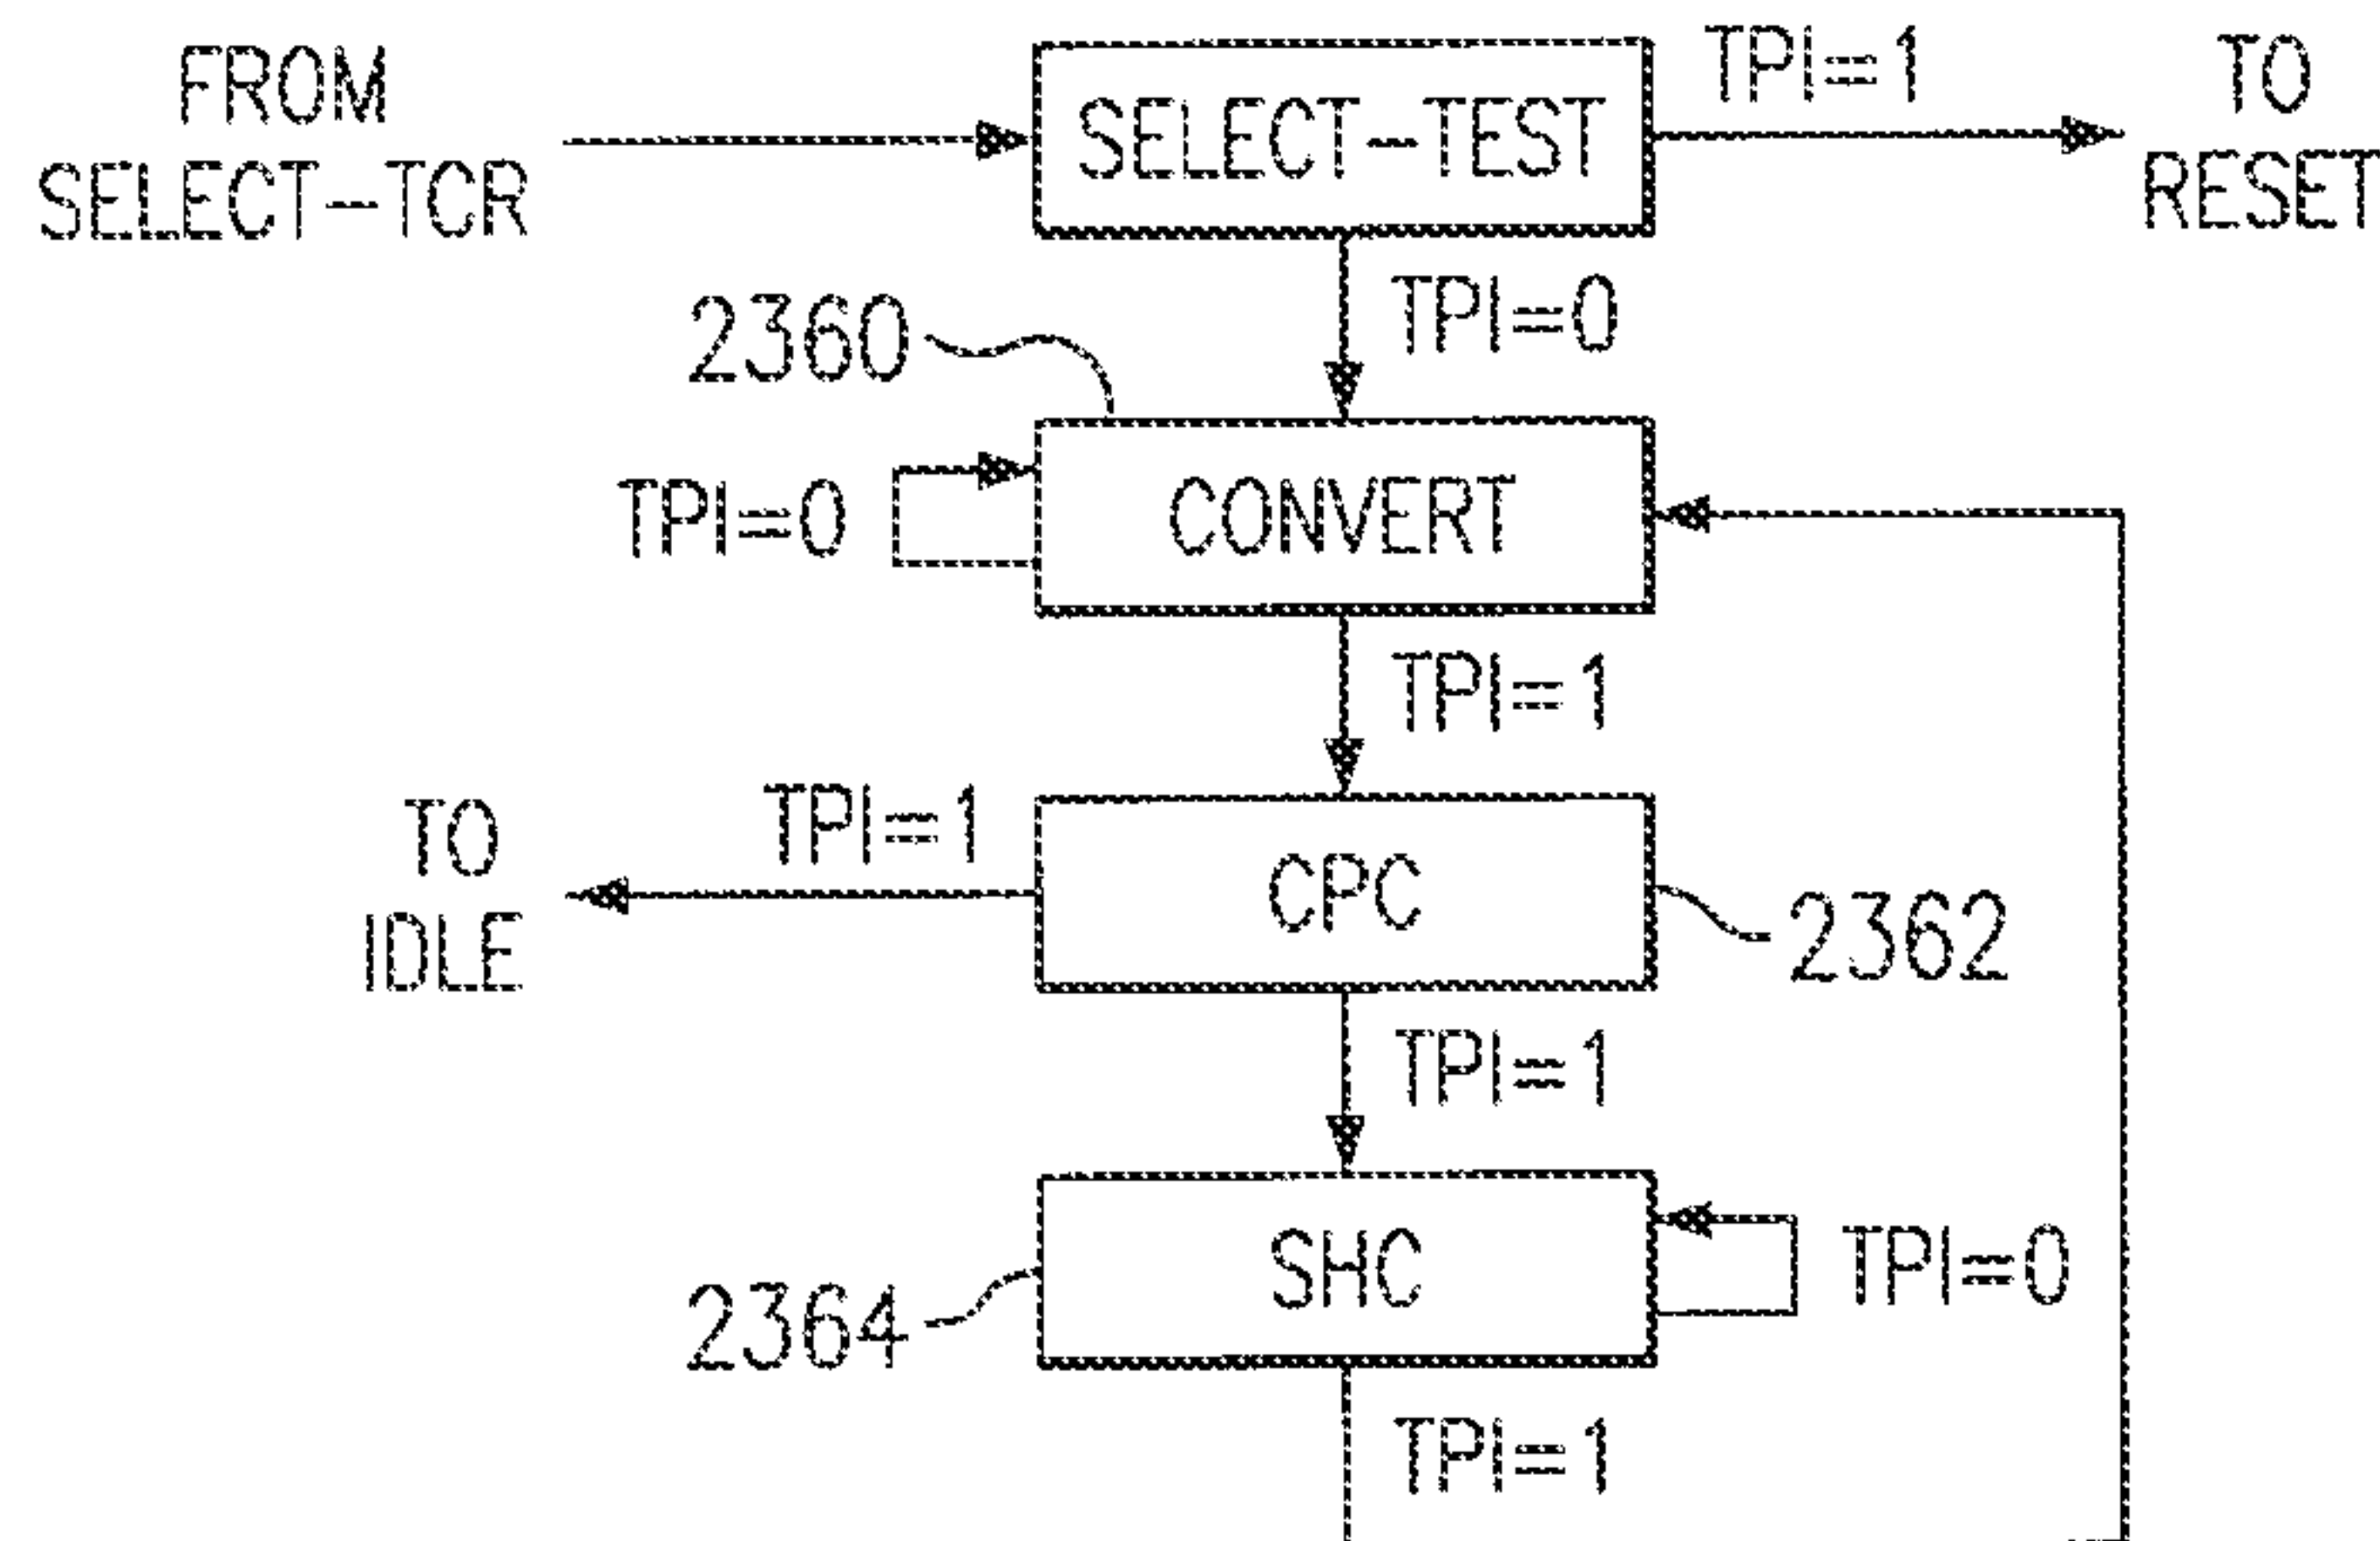 FROM
SELECT-TCR
SELECT-TEST
TPI=1
TO
RESET
TPI=0
2360
TPI=0
CONVERT
TPI=1
TO
IDLE
TPI=1
CPC
2362
TPI=1
SHC
TPI=0
2364
TPI=1